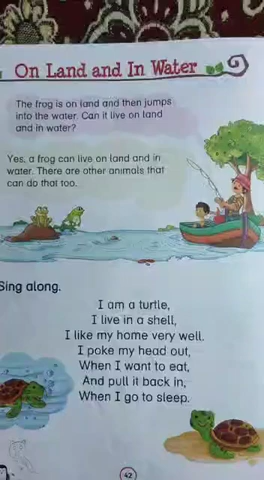 On Land and In Water
The frog is on land and then jumps
into the water. Can it live on land
and in water?
Yes, a frog can live on land and in
water. There are other animals that
can do that too.
Sing along.
I am a turtle,
I live in a shell,
I like my home very well.
I poke my head out,
When I want to eat,
And pull it back in,
When I go to sleep.
42